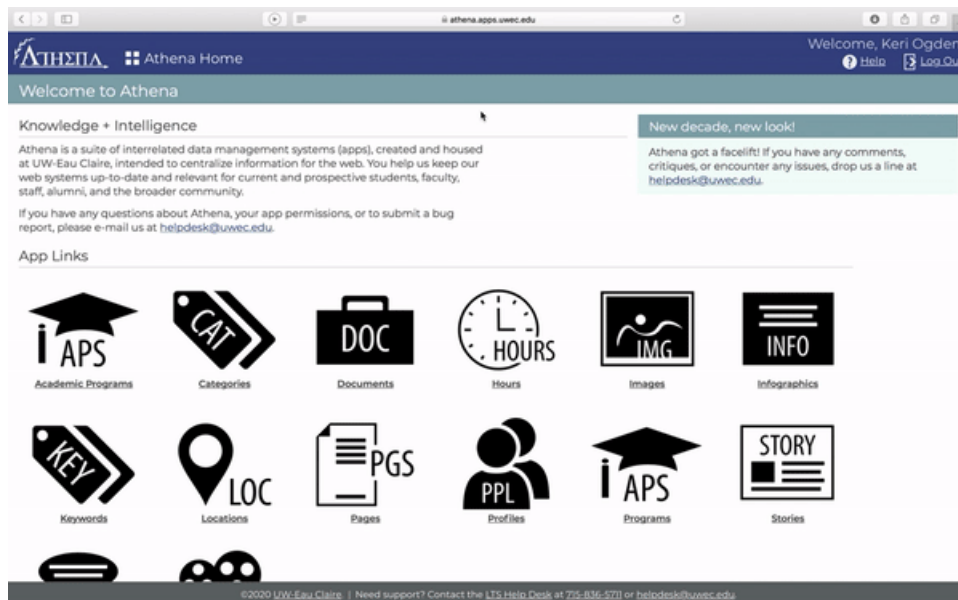 athena.apps.uwec.edu
ATHENA
Athena Home
Welcome, Keri Ogden
Help
Log Ou
Welcome to Athena
Knowledge + Intelligence
Athena is a suite of interrelated data management systems (apps), created and housed
at UW-Eau Claire, intended to centralize information for the web. You help us keep our
web systems up-to-date and relevant for current and prospective students, faculty,
staff, alumni, and the broader community.
If you have any questions about Athena, your app permissions, or to submit a bug
report, please e-mail us at helpdesk@uwec.edu.
New decade, new look!
Athena got a facelift! If you have any comments,
critiques, or encounter any issues, drop us a line at
helpdesk@uwec.edu.
App Links
iAPS
CAT
DOC
HOURS
IMG
INFO
Academic Programs
Categories
Documents
Hours
Images
Infographics
KEY
LOC
PGS
PPL
iAPS
STORY
Keywords
Locations
Pages
Profiles
Programs
Stories
©2020 UW-Eau Claire. | Need support? Contact the LTS Help Desk at 715-836-5711 or helpdesk@uwec.edu.